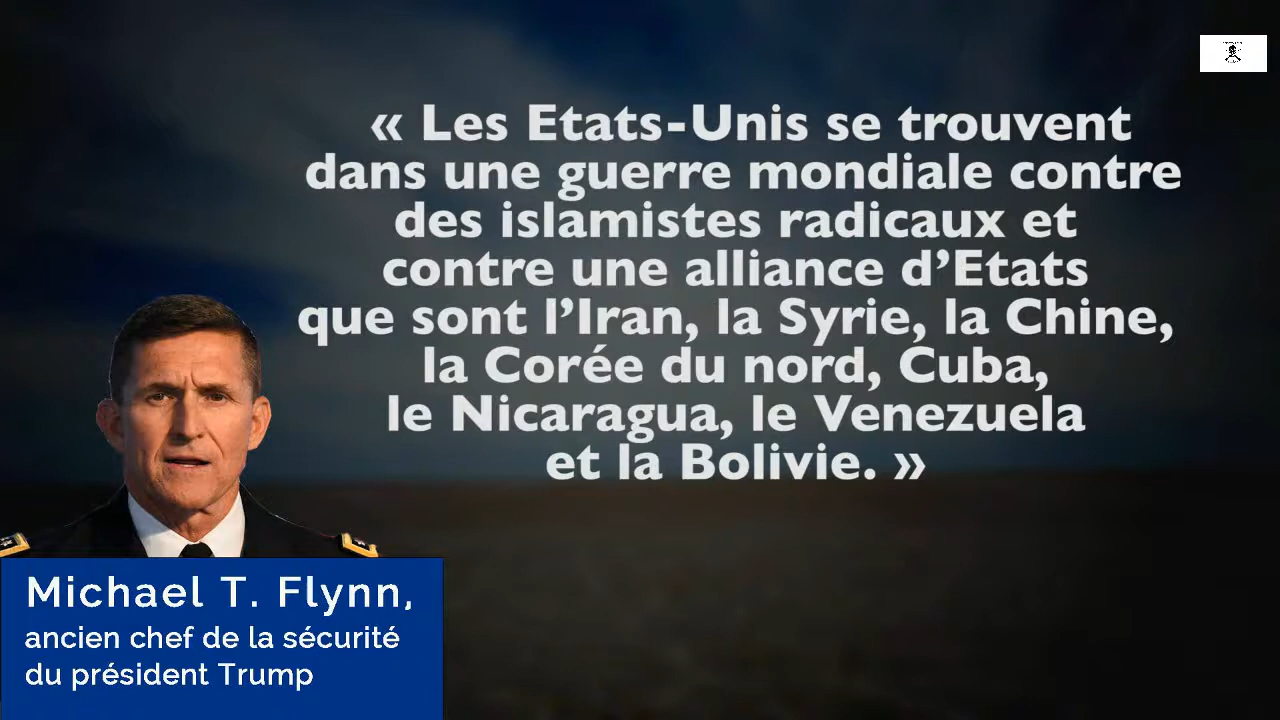 « Les Etats-Unis se trouvent
dans une guerre mondiale contre
des islamistes radicaux et
contre une alliance d’Etats
que sont l’Iran, la Syrie, la Chine,
la Corée du nord, Cuba,
le Nicaragua, le Venezuela
et la Bolivie. »
Michael T. Flynn,
ancien chef de la sécurité
du président Trump